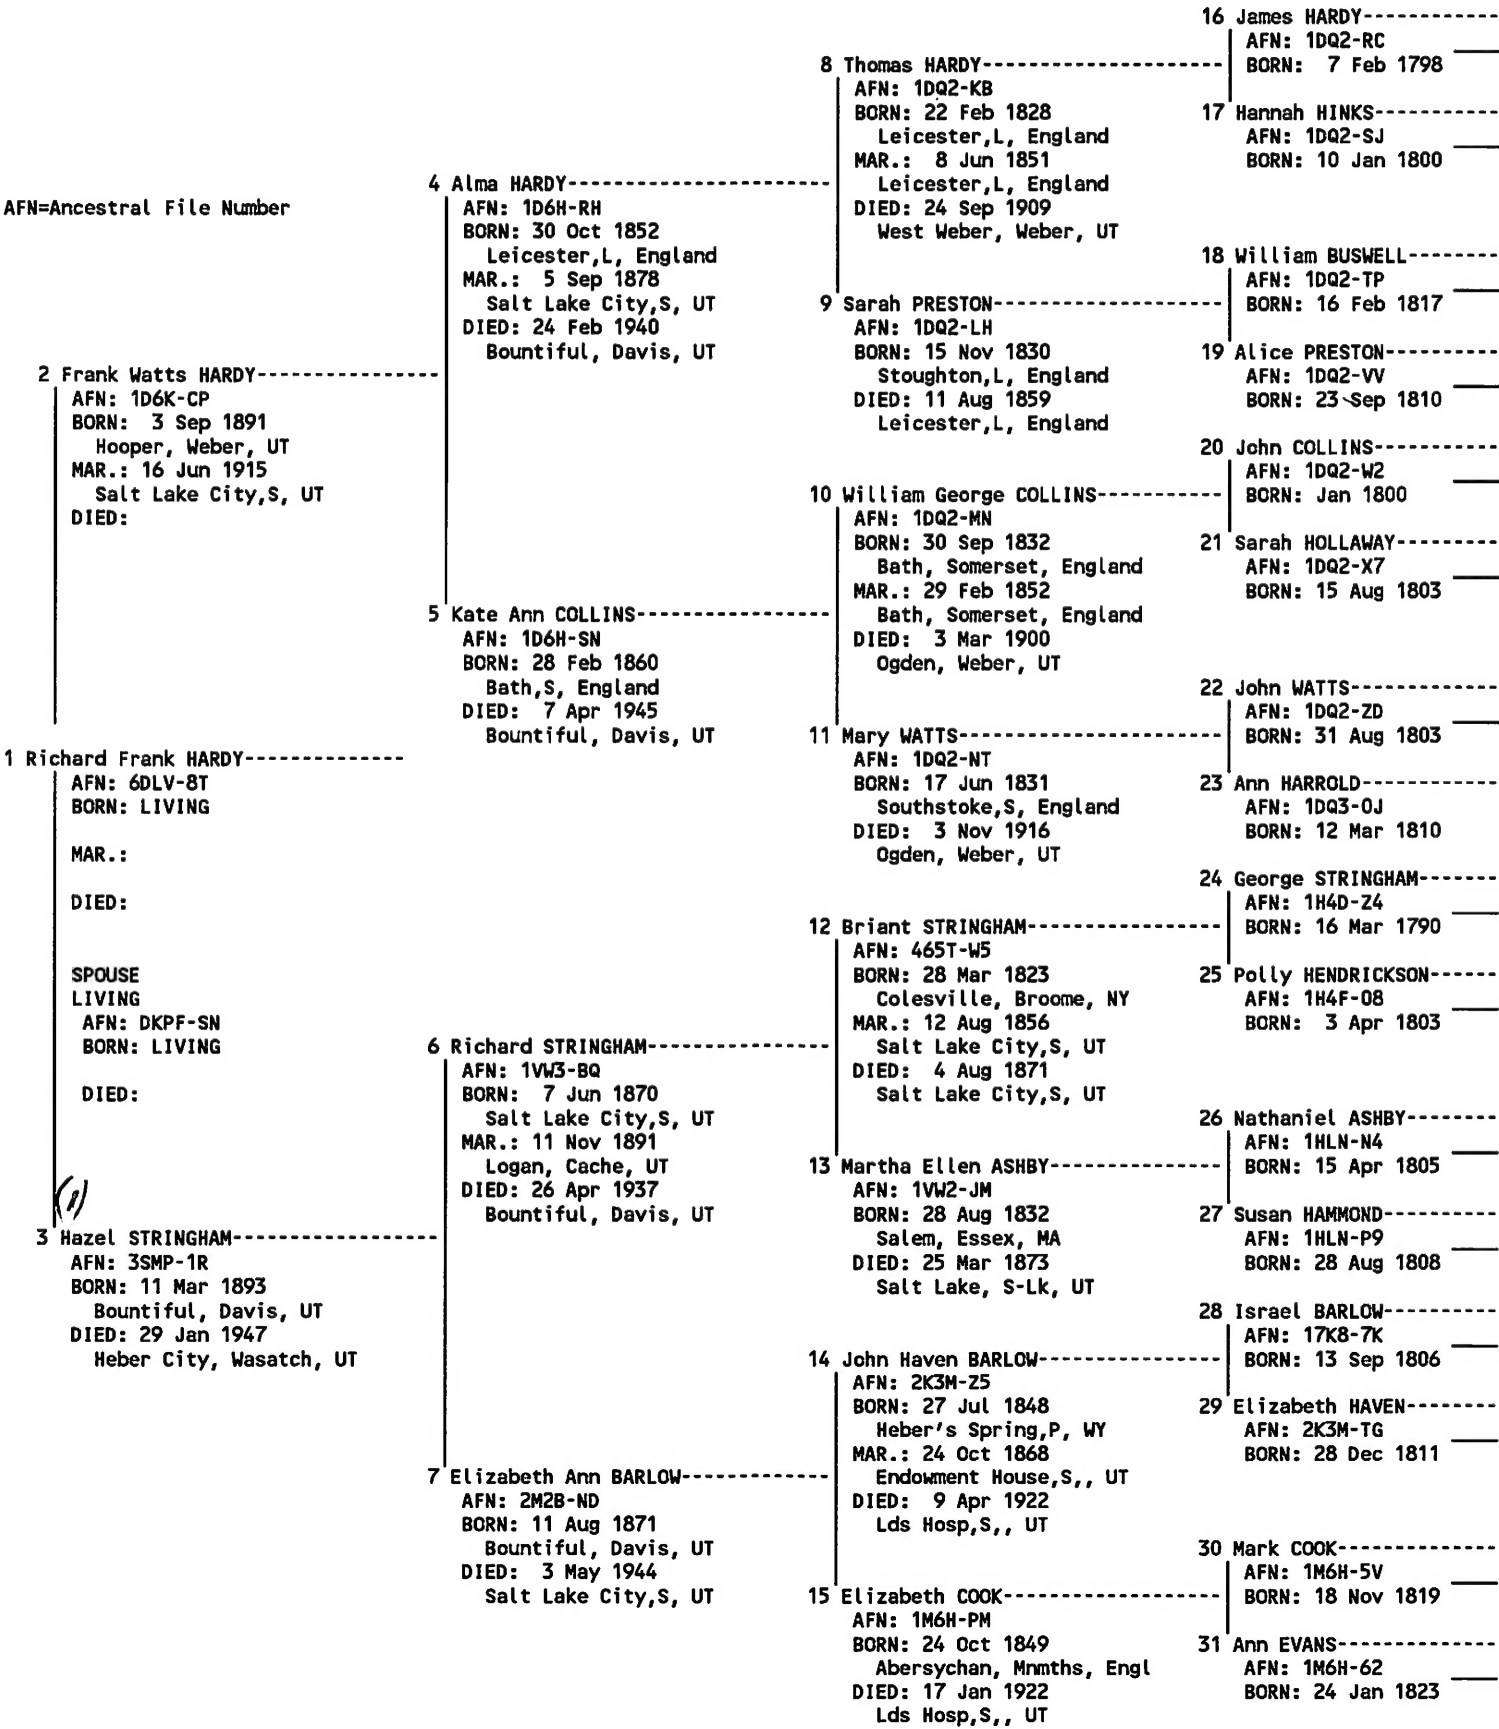 AFN=Ancestral File Number
1 Richard Frank HARDY--------------
AFN: 6DLV-8T
BORN: LIVING
MAR.:
DIED:
SPOUSE
LIVING
AFN: DKPF-SN
BORN: LIVING
DIED:
2 Frank Watts HARDY----------------
AFN: 1D6K-CP
BORN:  3 Sep 1891
Hooper, Weber, UT
MAR.: 16 Jun 1915
Salt Lake City,S, UT
DIED:
(1)
3 Hazel STRINGHAM------------------
AFN: 3SMP-1R
BORN: 11 Mar 1893
Bountiful, Davis, UT
DIED: 29 Jan 1947
Heber City, Wasatch, UT
4 Alma HARDY-----------------------
AFN: 1D6H-RH
BORN: 30 Oct 1852
Leicester,L, England
MAR.:  5 Sep 1878
Salt Lake City,S, UT
DIED: 24 Feb 1940
Bountiful, Davis, UT
5 Kate Ann COLLINS-----------------
AFN: 1D6H-SN
BORN: 28 Feb 1860
Bath,S, England
DIED:  7 Apr 1945
Bountiful, Davis, UT
6 Richard STRINGHAM----------------
AFN: 1VW3-BQ
BORN:  7 Jun 1870
Salt Lake City,S, UT
MAR.: 11 Nov 1891
Logan, Cache, UT
DIED: 26 Apr 1937
Bountiful, Davis, UT
7 Elizabeth Ann BARLOW-------------
AFN: 2M2B-ND
BORN: 11 Aug 1871
Bountiful, Davis, UT
DIED:  3 May 1944
Salt Lake City,S, UT
8 Thomas HARDY---------------------
AFN: 1DQ2-KB
BORN: 22 Feb 1828
Leicester,L, England
MAR.:  8 Jun 1851
Leicester,L, England
DIED: 24 Sep 1909
West Weber, Weber, UT
9 Sarah PRESTON--------------------
AFN: 1DQ2-LH
BORN: 15 Nov 1830
Stoughton,L, England
DIED: 11 Aug 1859
Leicester,L, England
10 William George COLLINS-----------
AFN: 1DQ2-MN
BORN: 30 Sep 1832
Bath, Somerset, England
MAR.: 29 Feb 1852
Bath, Somerset, England
DIED:  3 Mar 1900
Ogden, Weber, UT
11 Mary WATTS-----------------------
AFN: 1DQ2-NT
BORN: 17 Jun 1831
Southstoke,S, England
DIED:  3 Nov 1916
Ogden, Weber, UT
12 Briant STRINGHAM-----------------
AFN: 465T-W5
BORN: 28 Mar 1823
Colesville, Broome, NY
MAR.: 12 Aug 1856
Salt Lake City,S, UT
DIED:  4 Aug 1871
Salt Lake City,S, UT
13 Martha Ellen ASHBY---------------
AFN: 1VW2-JM
BORN: 28 Aug 1832
Salem, Essex, MA
DIED: 25 Mar 1873
Salt Lake, S-Lk, UT
14 John Haven BARLOW----------------
AFN: 2K3M-Z5
BORN: 27 Jul 1848
Heber's Spring,P, WY
MAR.: 24 Oct 1868
Endowment House,S,, UT
DIED:  9 Apr 1922
Lds Hosp,S,, UT
15 Elizabeth COOK-------------------
AFN: 1M6H-PM
BORN: 24 Oct 1849
Abersychan, Mnmths, Engl
DIED: 17 Jan 1922
Lds Hosp,S,, UT
16 James HARDY------------
AFN: 1DQ2-RC
BORN:  7 Feb 1798
17 Hannah HINKS-----------
AFN: 1DQ2-SJ
BORN: 10 Jan 1800
18 William BUSWELL--------
AFN: 1DQ2-TP
BORN: 16 Feb 1817
19 Alice PRESTON----------
AFN: 1DQ2-VV
BORN: 23 Sep 1810
20 John COLLINS-----------
AFN: 1DQ2-W2
BORN: Jan 1800
21 Sarah HOLLAWAY---------
AFN: 1DQ2-X7
BORN: 15 Aug 1803
22 John WATTS-------------
AFN: 1DQ2-ZD
BORN: 31 Aug 1803
23 Ann HARROLD------------
AFN: 1DQ3-0J
BORN: 12 Mar 1810
24 George STRINGHAM-------
AFN: 1H4D-Z4
BORN: 16 Mar 1790
25 Polly HENDRICKSON------
AFN: 1H4F-08
BORN:  3 Apr 1803
26 Nathaniel ASHBY--------
AFN: 1HLN-N4
BORN: 15 Apr 1805
27 Susan HAMMOND----------
AFN: 1HLN-P9
BORN: 28 Aug 1808
28 Israel BARLOW----------
AFN: 17K8-7K
BORN: 13 Sep 1806
29 Elizabeth HAVEN--------
AFN: 2K3M-TG
BORN: 28 Dec 1811
30 Mark COOK--------------
AFN: 1M6H-5V
BORN: 18 Nov 1819
31 Ann EVANS--------------
AFN: 1M6H-62
BORN: 24 Jan 1823